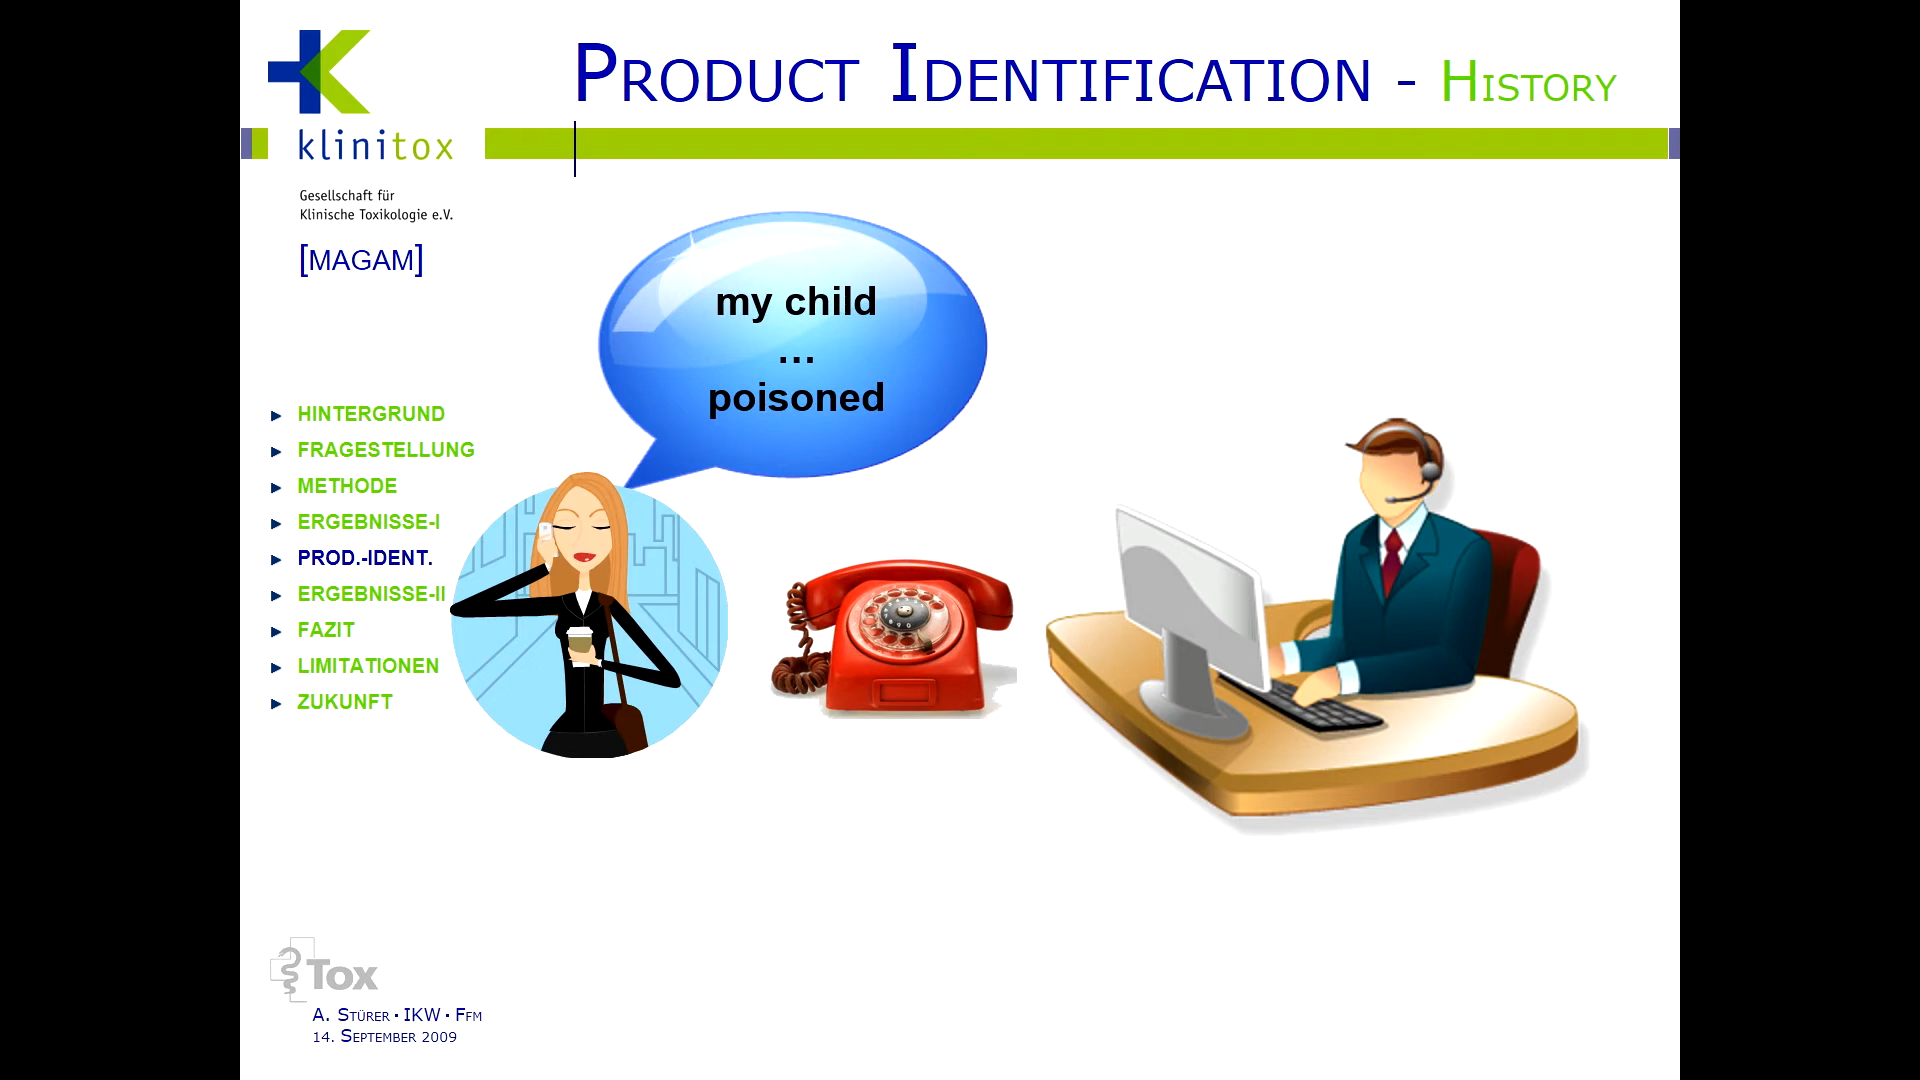 PRODUCT IDENTIFICATION - HISTORY
klinitox
Gesellschaft für
Klinische Toxikologie e.V.
[MAGAM]
my child
...
poisoned
HINTERGRUND
FRAGESTELLUNG
METHODE
ERGEBNISSE-I
PROD.-IDENT.
ERGEBNISSE-II
FAZIT
LIMITATIONEN
ZUKUNFT
Tox
A. STÜRER · IKW · FFM
14. SEPTEMBER 2009